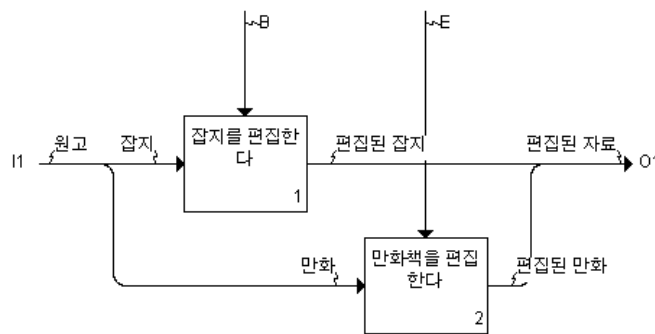 B
E
원고
잡지
잡지를 편집한
다
편집된 잡지
편집된 자료
I1
O1
1
만화
만화책을 편집
한다
편집된 만화
2